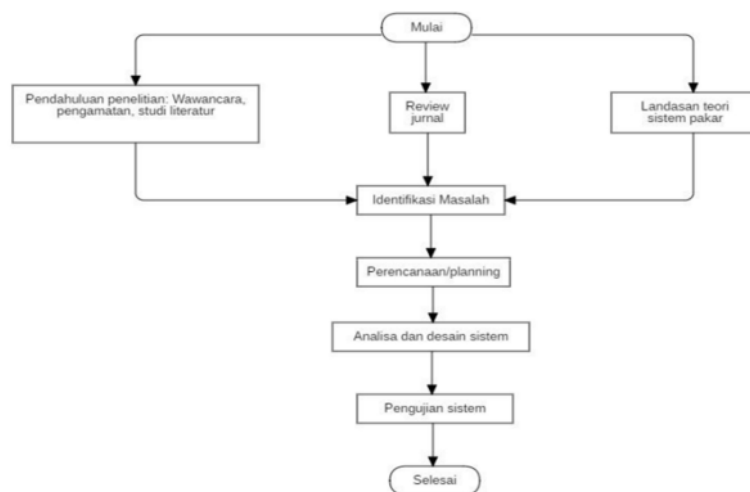 Mulai
Pendahuluan penelitian: Wawancara,
pengamatan, studi literatur
Review
jurnal
Landasan teori
sistem pakar
Identifikasi Masalah
Perencanaan/planning
Analisa dan desain sistem
Pengujian sistem
Selesai